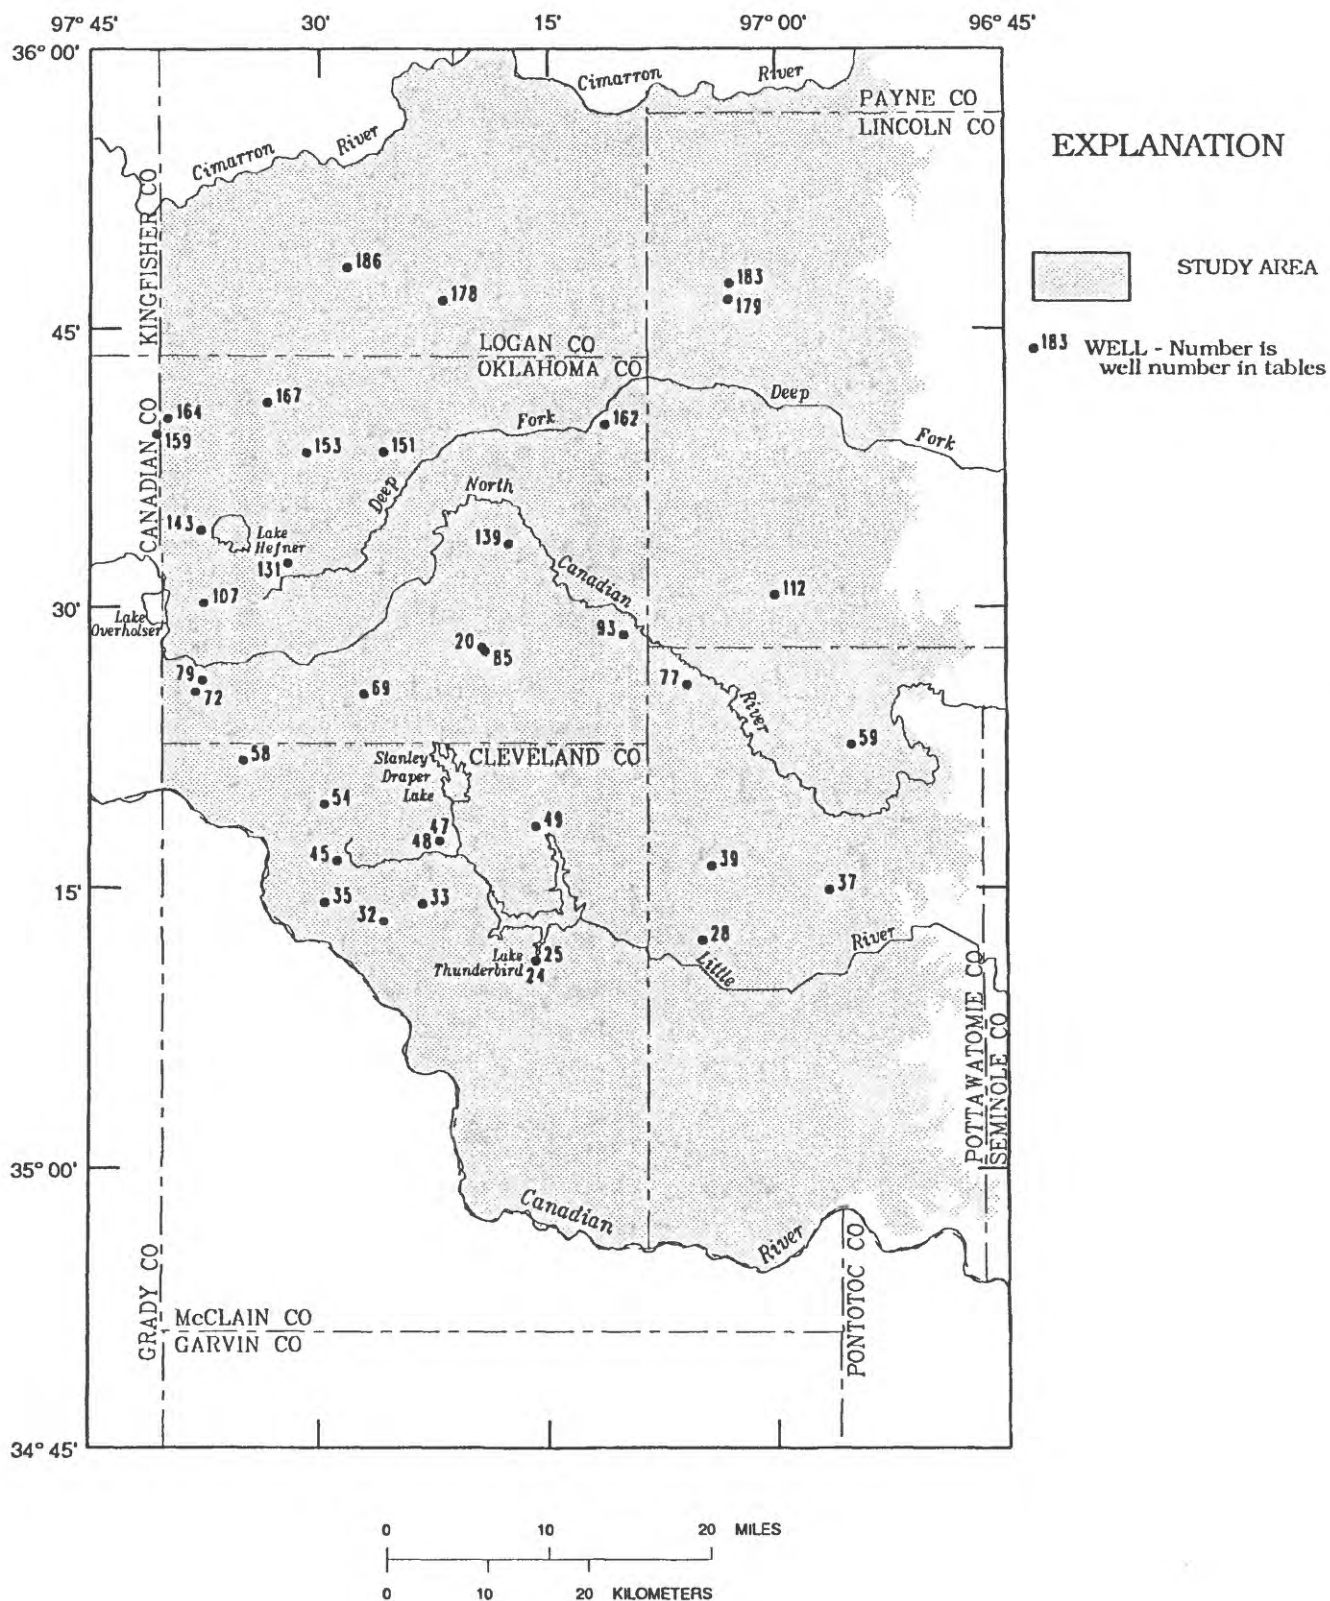 97° 45'
30'
15'
97° 00'
96° 45'
36° 00'
Cimarron
River
PAYNE CO
LINCOLN CO
EXPLANATION
Cimarron
River
KINGFISHER CO
186
178
183
179
STUDY AREA
45'
LOGAN CO
OKLAHOMA CO
183
WELL - Number is
well number in tables
CANADIAN CO
164
159
167
153
151
Fork
162
Deep
Fork
Deep
North
143
Lake
Hefner
131
139
Canadian
30'
107
112
Lake
Overholser
20
85
93
79
72
69
77
River
59
58
Stanley
Draper
Lake
CLEVELAND CO
54
47
48
49
45
39
37
15'
35
32
33
28
Little
River
Lake
Thunderbird
25
24
POTTAWATOMIE CO
SEMINOLE CO
35° 00'
Canadian
River
GRADY CO
McCLAIN CO
GARVIN CO
PONTOTOC CO
34° 45'
0
10
20 MILES
0
10
20 KILOMETERS